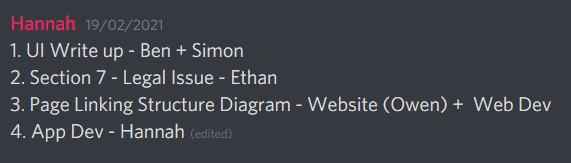 Hannah 19/02/2021
1. UI Write up - Ben + Simon
2. Section 7 - Legal Issue - Ethan
3. Page Linking Structure Diagram - Website (Owen) + Web Dev
4. App Dev - Hannah (edited)